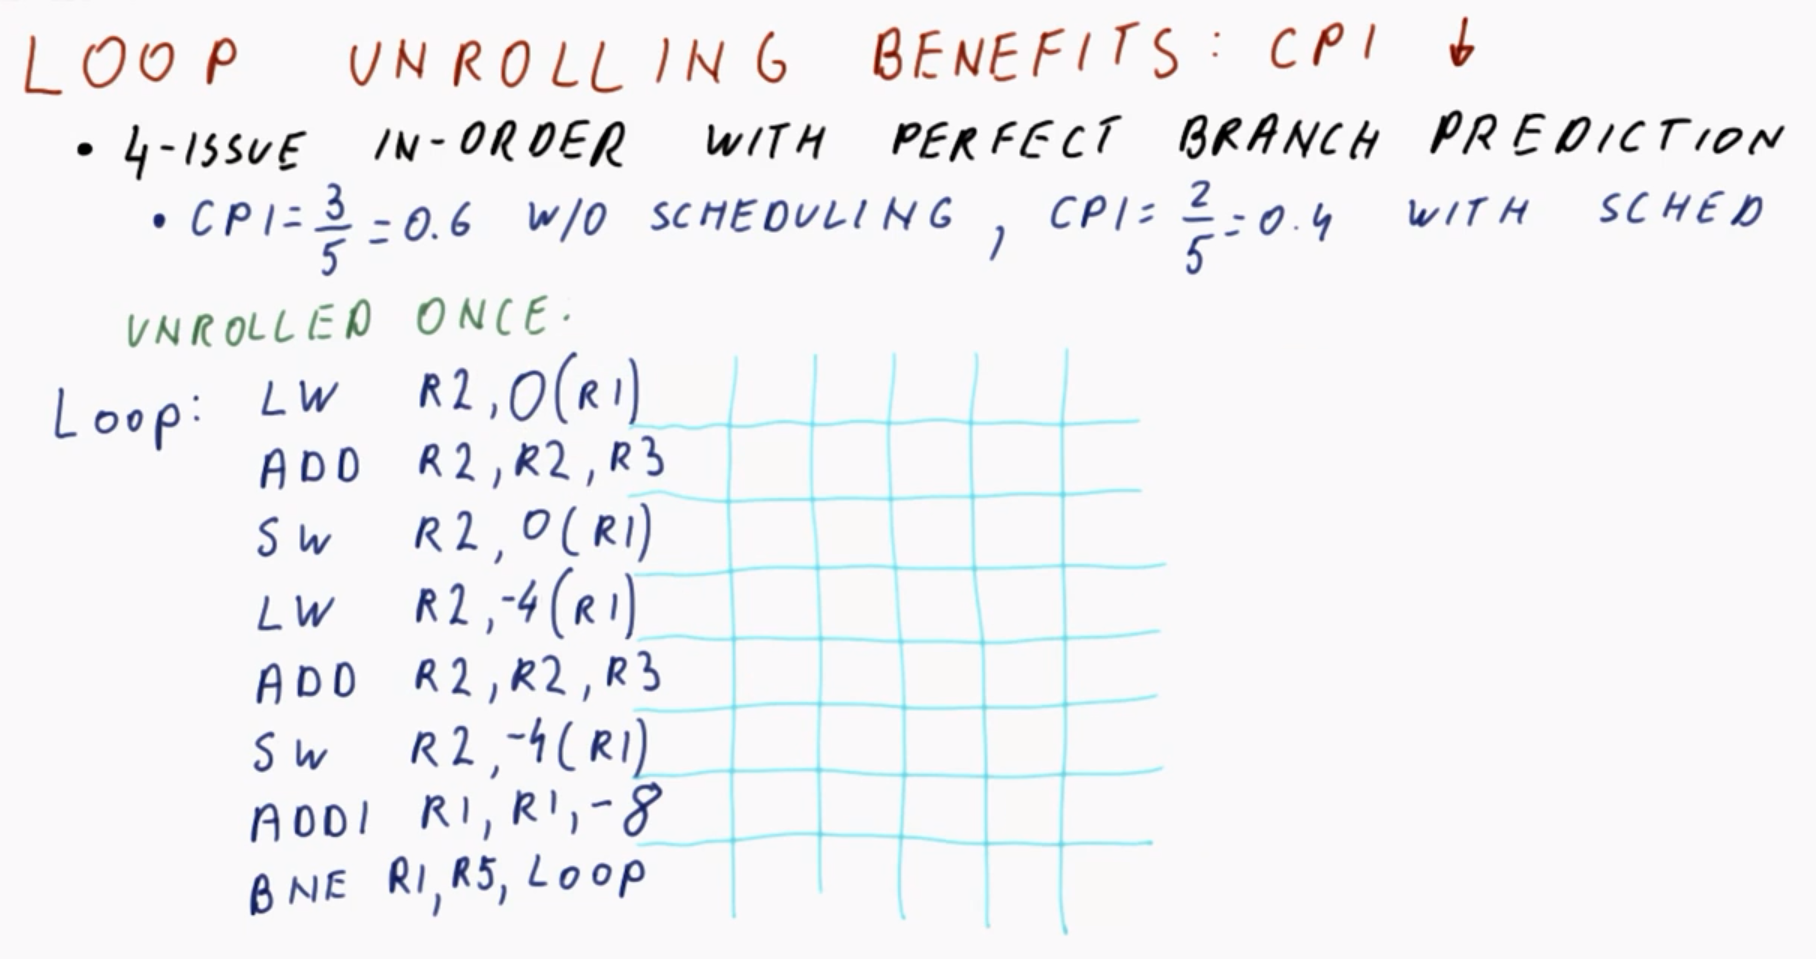 LOOP UNROLLING BENEFITS: CPI ↓
• 4-ISSUE IN-ORDER WITH PERFECT BRANCH PREDICTION
• CPI = 3/5 = 0.6 W/O SCHEDULING, CPI = 2/5 = 0.4 WITH SCHED
UNROLLED ONCE.
Loop: LW R2, 0(R1)
ADD R2, R2, R3
SW R2, 0(R1)
LW R2, -4(R1)
ADD R2, R2, R3
SW R2, -4(R1)
ADDI R1, R1, -8
BNE R1, R5, LOOP